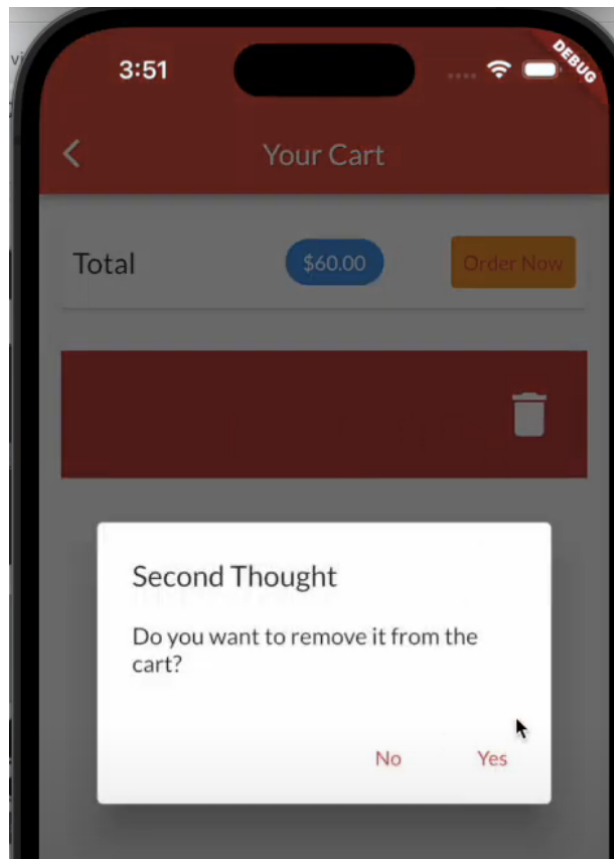 3:51
DEBUG
Your Cart
Total
$60.00
Order Now
Second Thought
Do you want to remove it from the
cart?
No
Yes